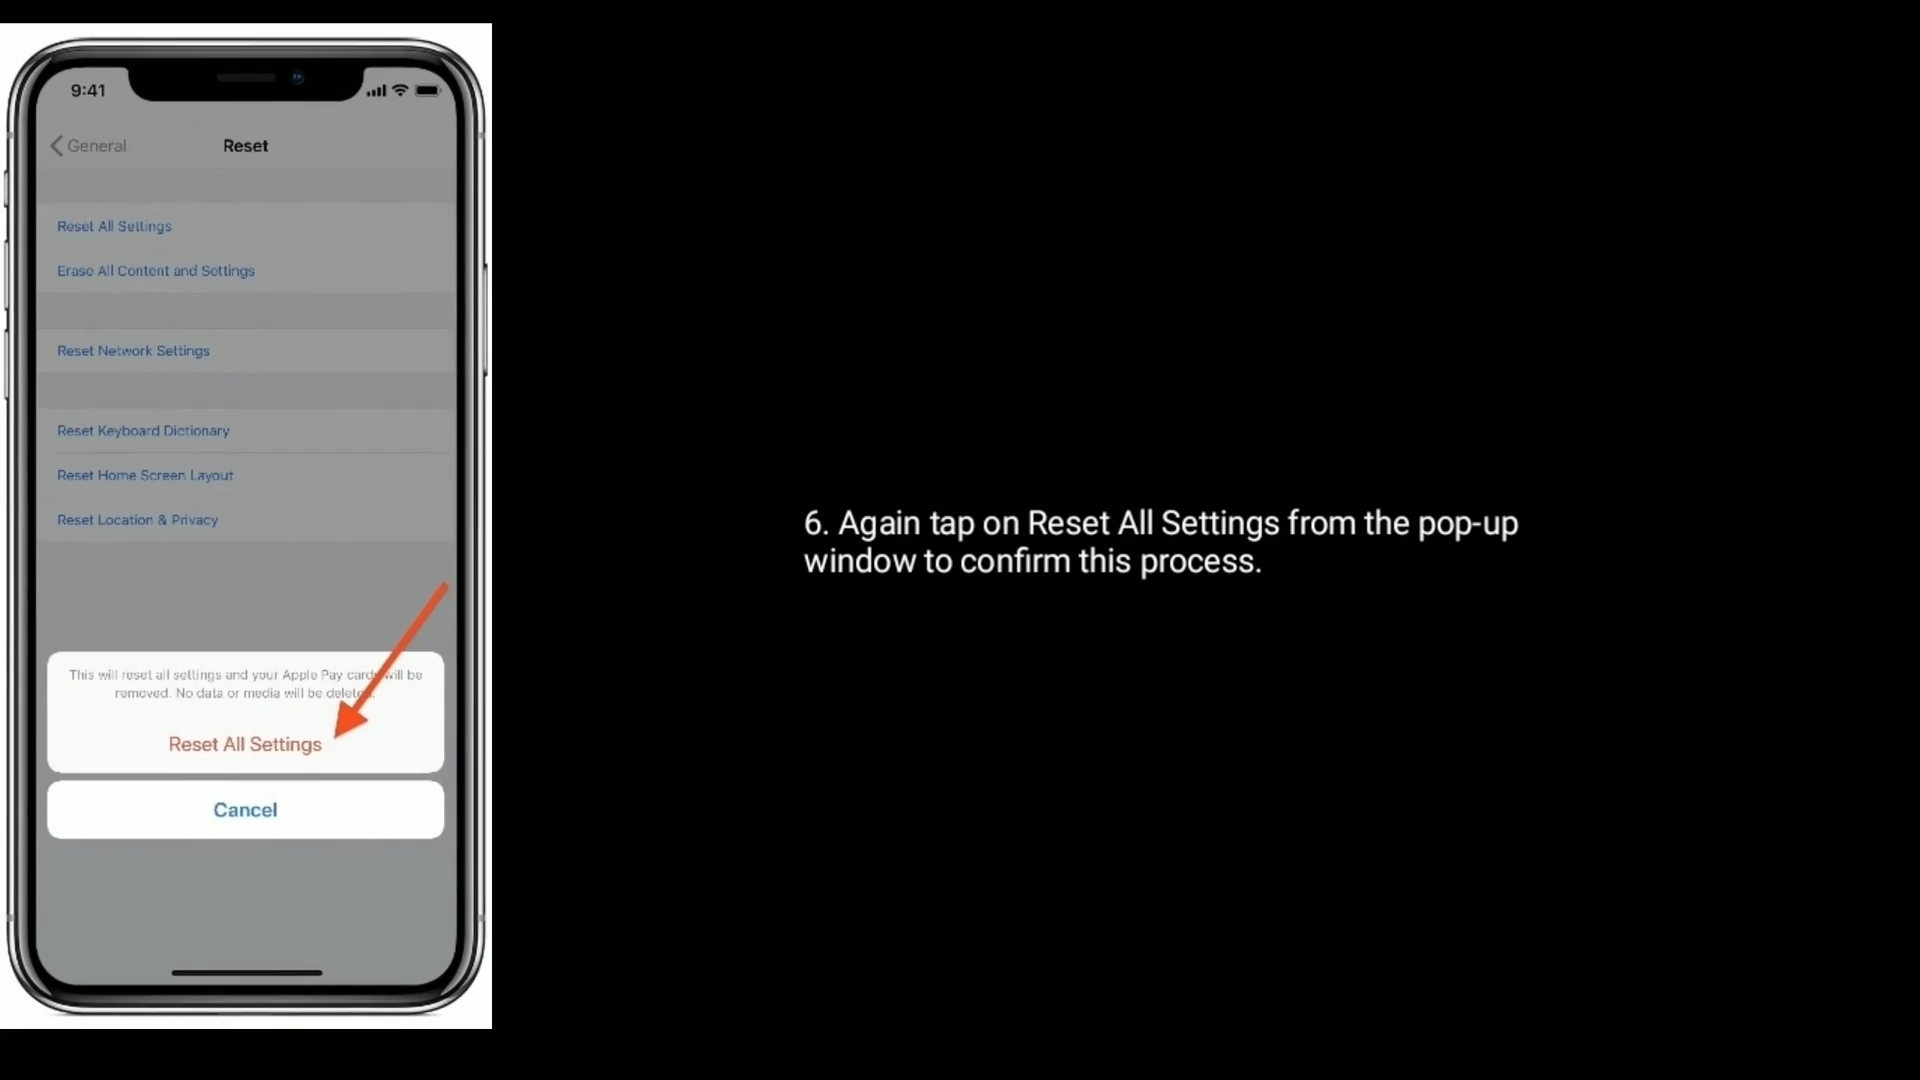 9:41
General
Reset
Reset All Settings
Erase All Content and Settings
Reset Network Settings
Reset Keyboard Dictionary
Reset Home Screen Layout
Reset Location & Privacy
This will reset all settings and your Apple Pay cards will be
removed. No data or media will be deleted.
Reset All Settings
Cancel
6. Again tap on Reset All Settings from the pop-up
window to confirm this process.